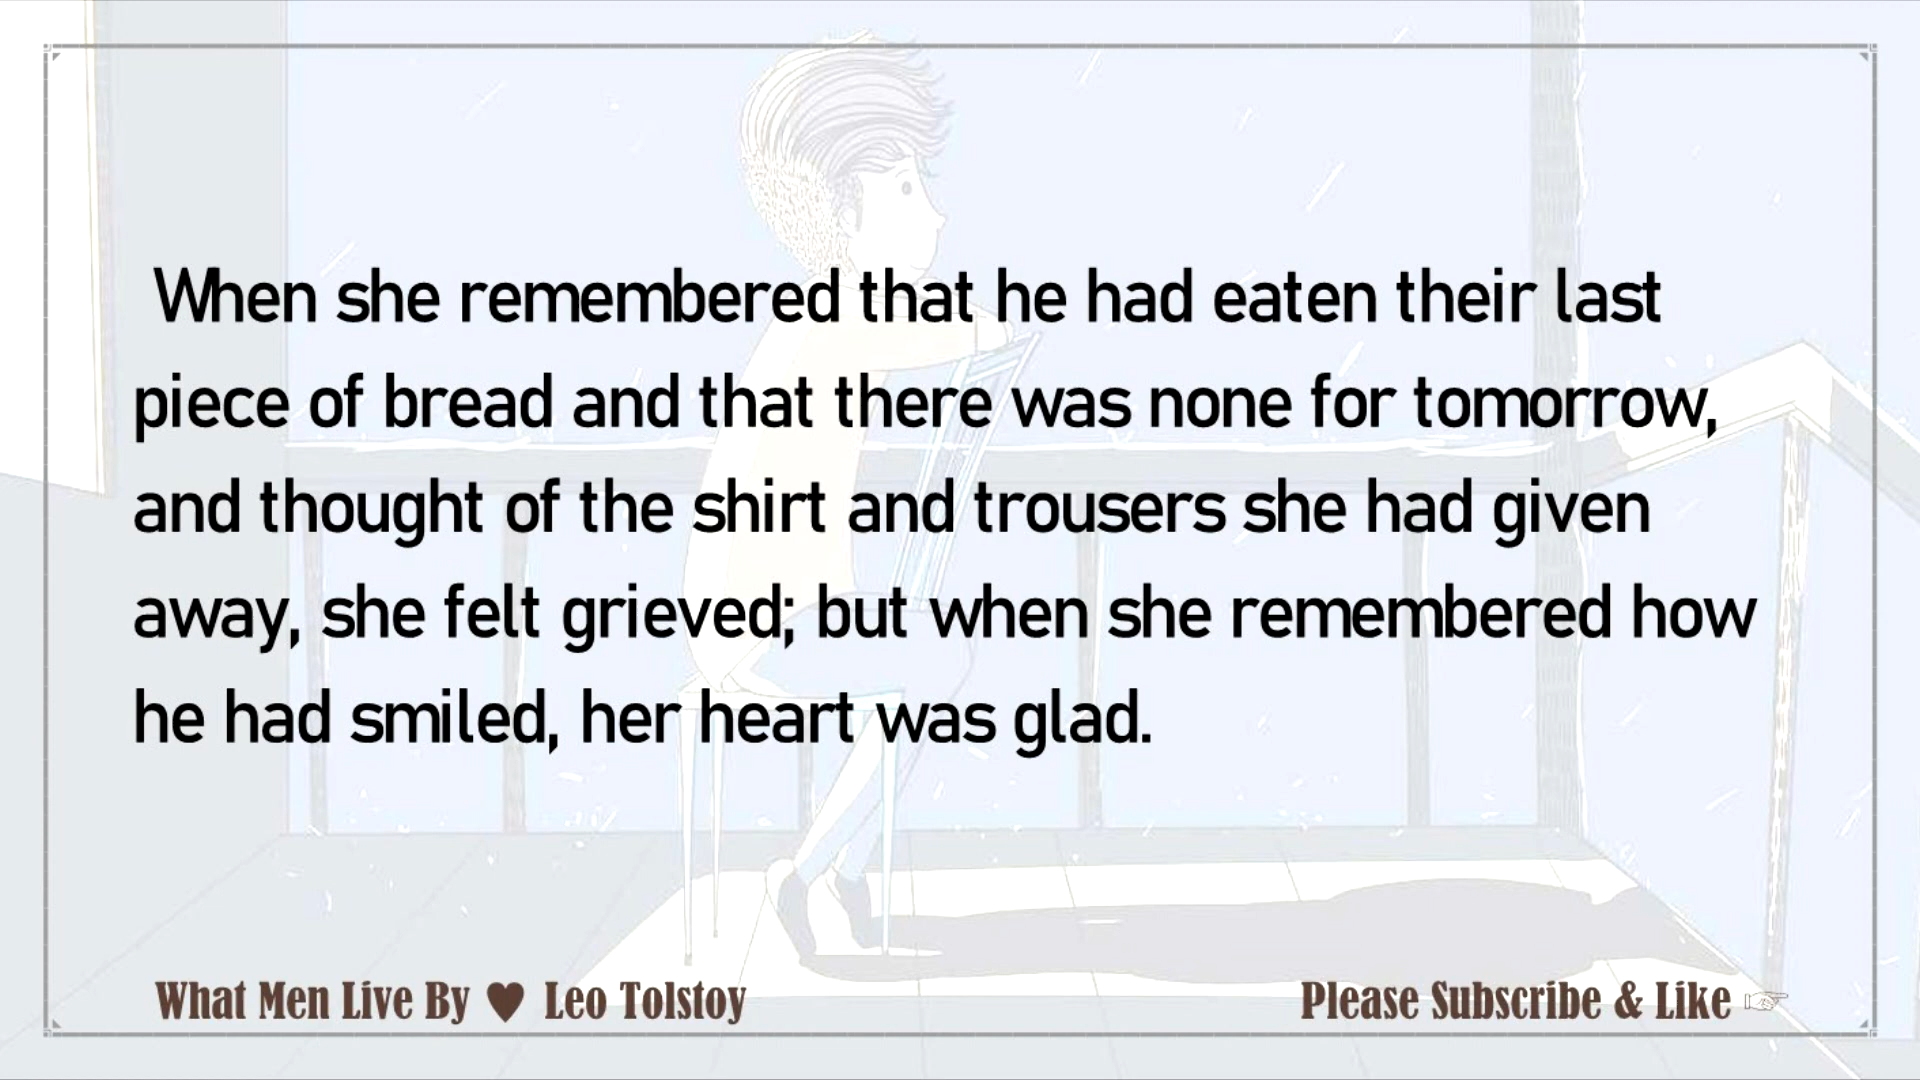 When she remembered that he had eaten their last
piece of bread and that there was none for tomorrow,
and thought of the shirt and trousers she had given
away, she felt grieved; but when she remembered how
he had smiled, her heart was glad.
What Men Live By ♥ Leo Tolstoy
Please Subscribe & Like ☞